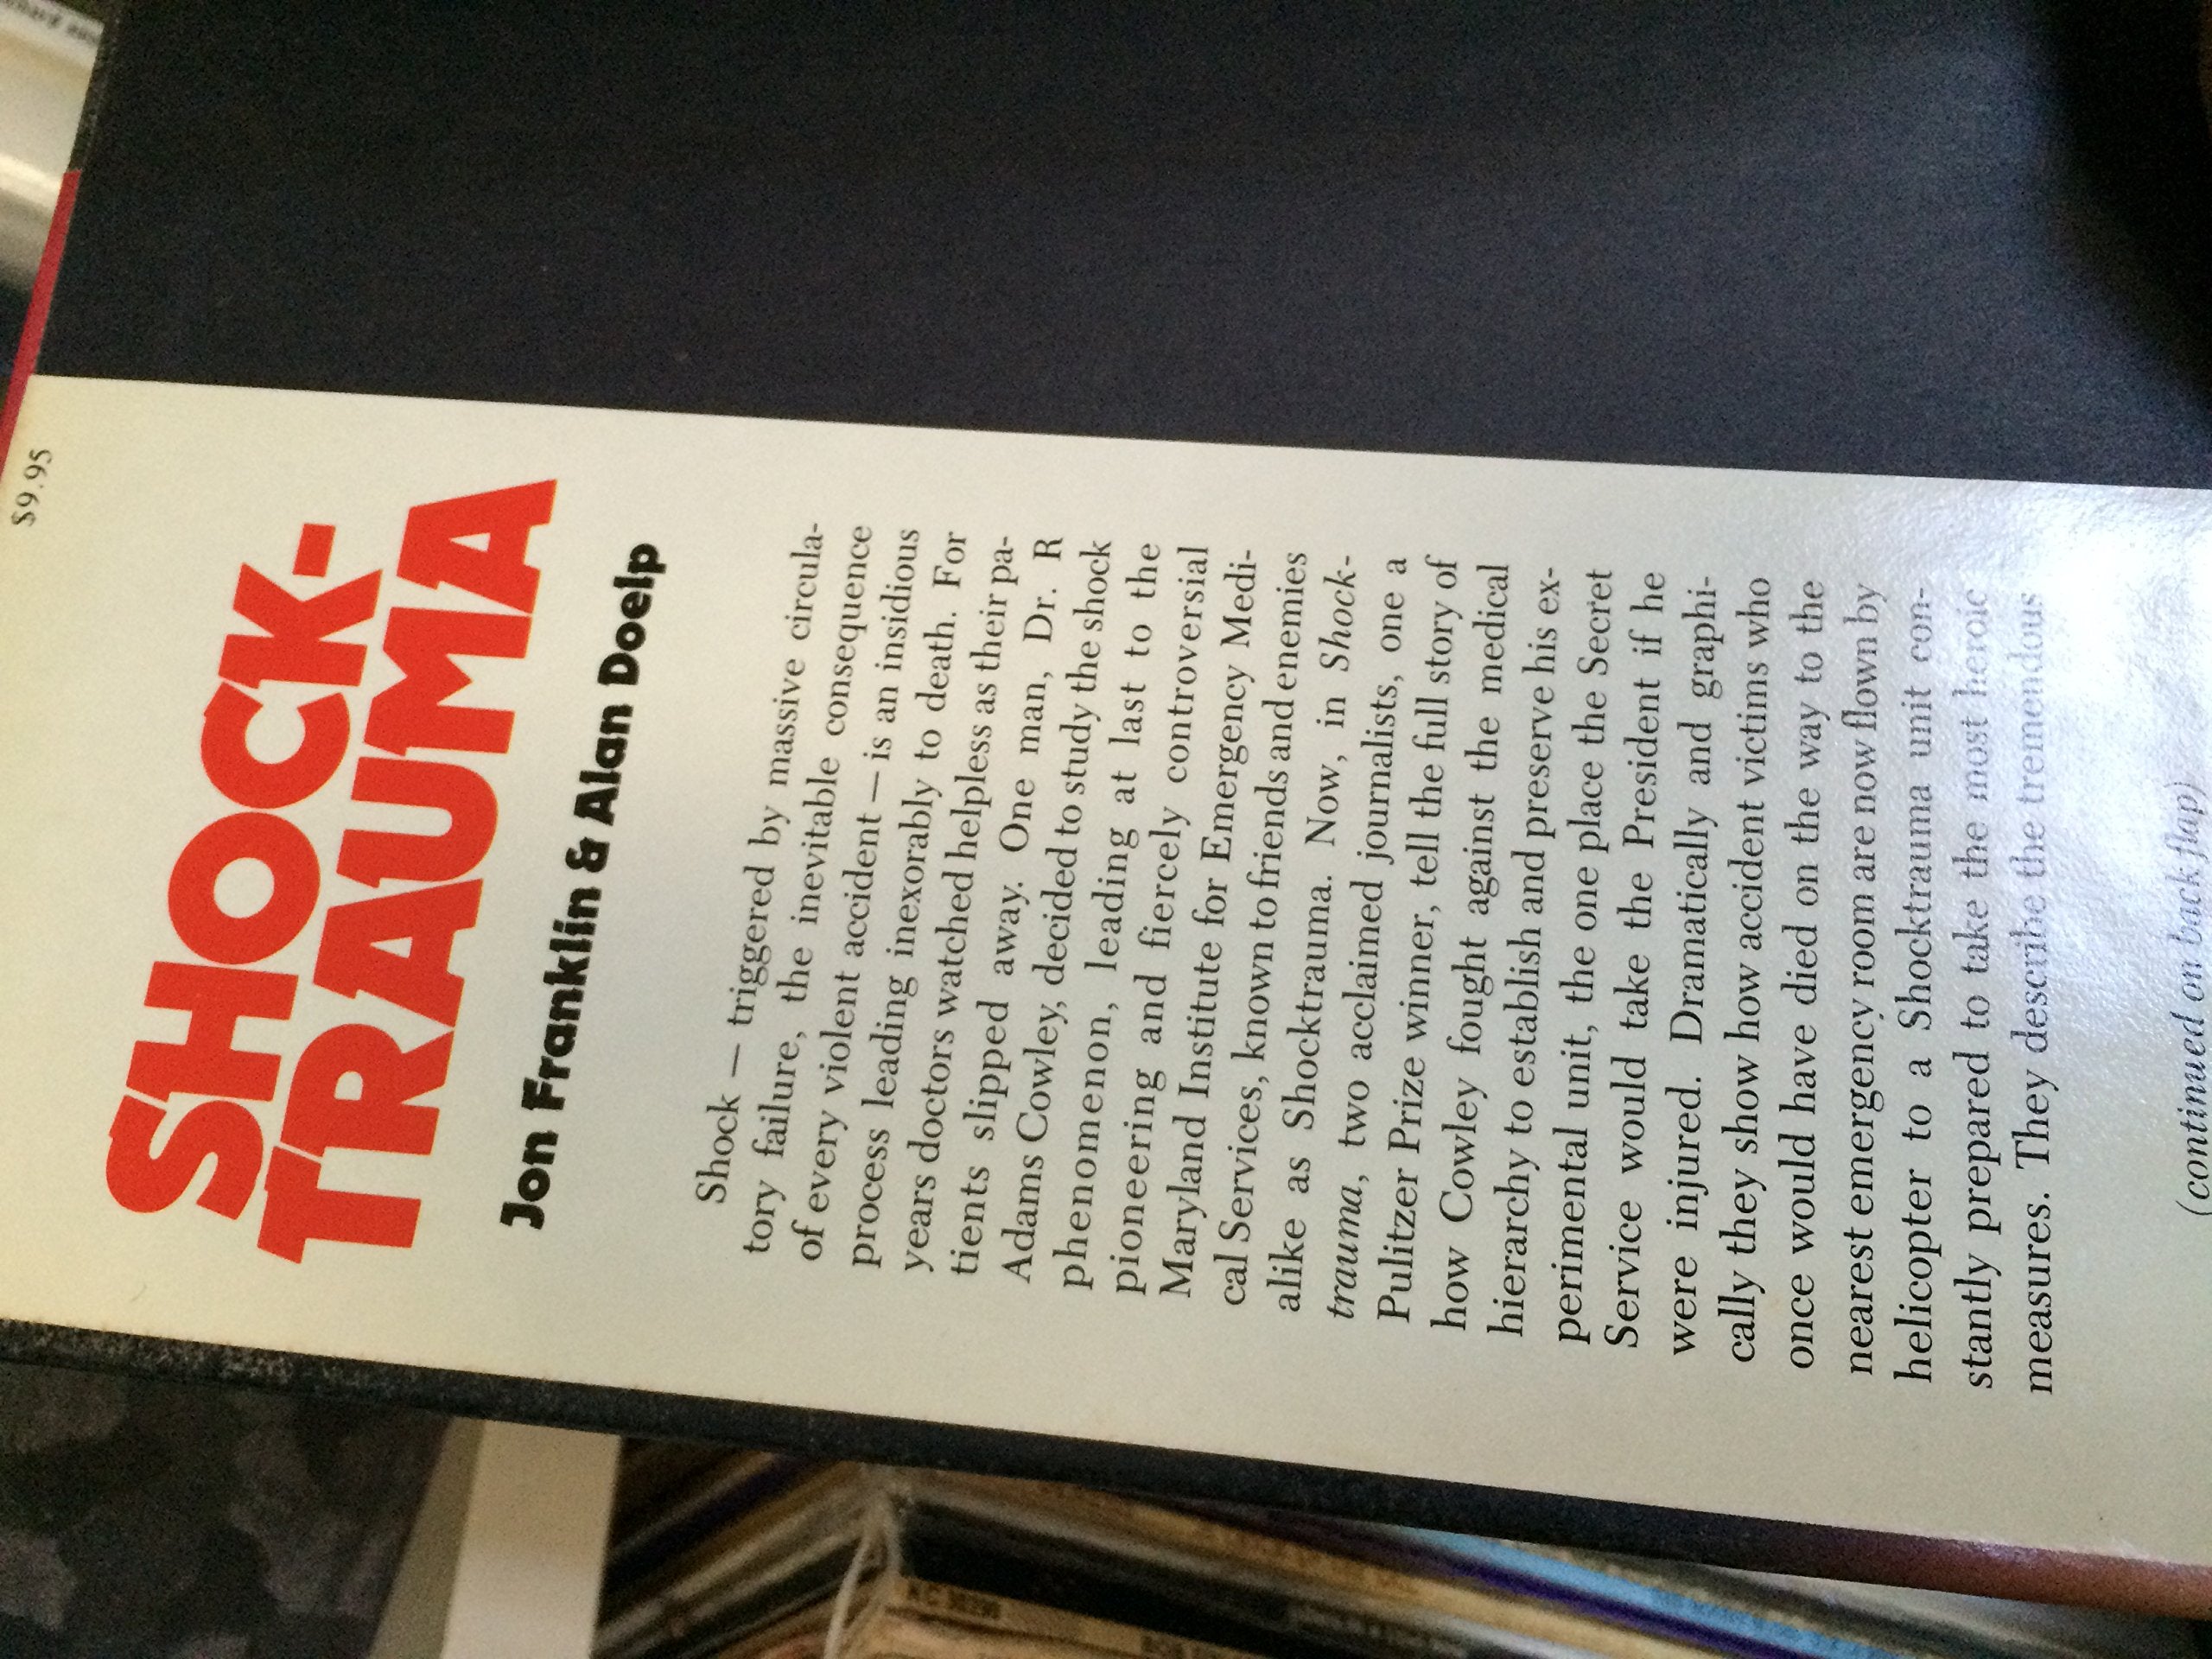 $9.95
SHOCK-
TRAUMA
Jon Franklin & Alan Doelp
Shock — triggered by massive circula-
tory failure, the inevitable consequence
of every violent accident — is an insidious
process leading inexorably to death. For
years doctors watched helpless as their pa-
tients slipped away. One man, Dr. R
Adams Cowley, decided to study the shock
phenomenon, leading at last to the
pioneering and fiercely controversial
Maryland Institute for Emergency Medi-
cal Services, known to friends and enemies
alike as Shocktrauma. Now, in Shock-
trauma, two acclaimed journalists, one a
Pulitzer Prize winner, tell the full story of
how Cowley fought against the medical
hierarchy to establish and preserve his ex-
perimental unit, the one place the Secret
Service would take the President if he
were injured. Dramatically and graphi-
cally they show how accident victims who
once would have died on the way to the
nearest emergency room are now flown by
helicopter to a Shocktrauma unit con-
stantly prepared to take the most heroic
measures. They describe the tremendous
(continued on back flap)